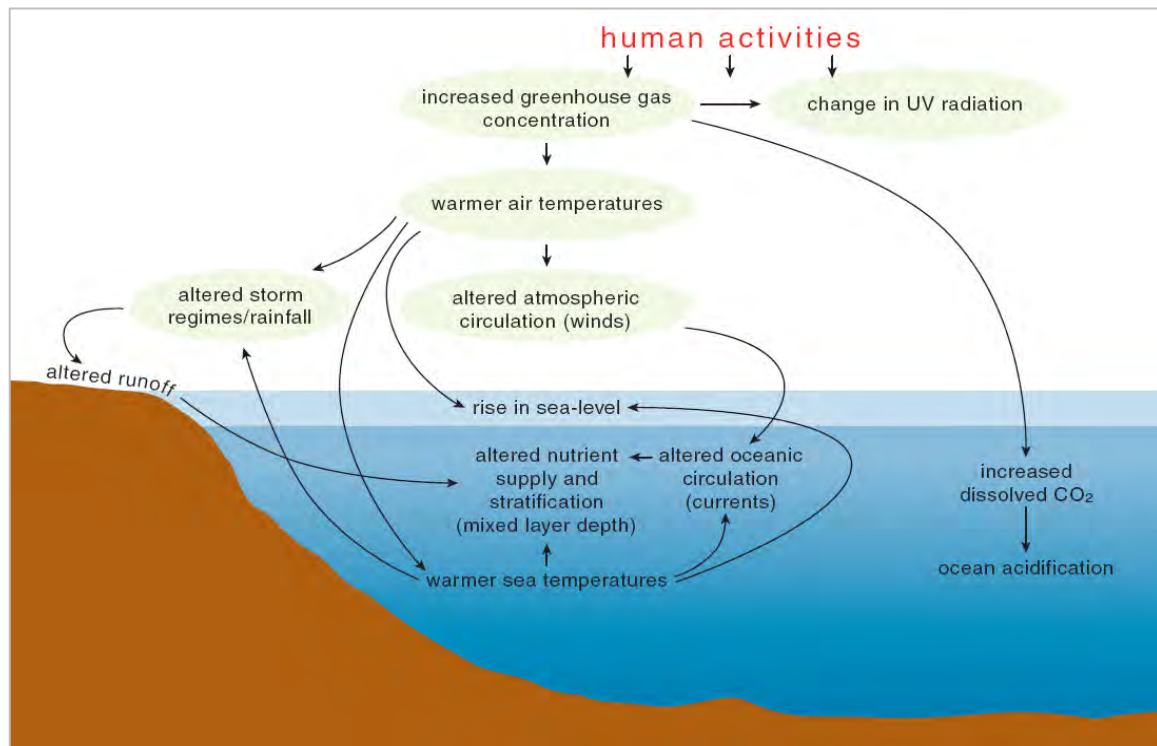 human activities
increased greenhouse gas
concentration
change in UV radiation
warmer air temperatures
altered storm
regimes/rainfall
altered atmospheric
circulation (winds)
altered runoff
rise in sea-level
altered nutrient
supply and
stratification
(mixed layer depth)
altered oceanic
circulation
(currents)
increased
dissolved CO₂
warmer sea temperatures
ocean acidification